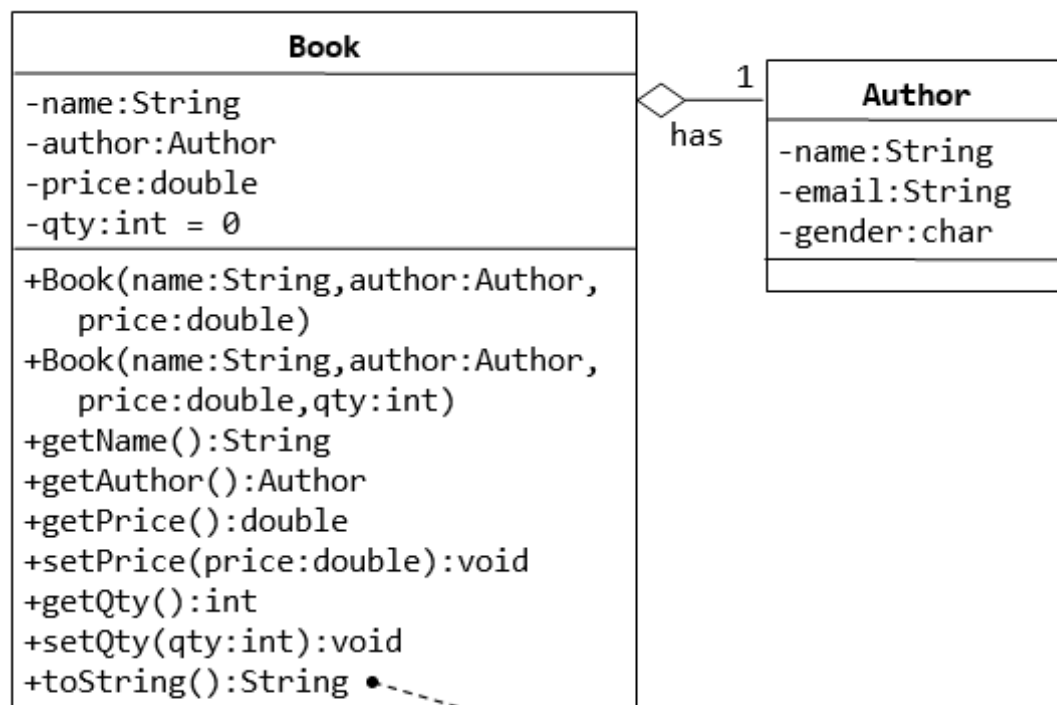 Book
-name:String
-author:Author
-price:double
-qty:int = 0
+Book(name:String,author:Author,
price:double)
+Book(name:String,author:Author,
price:double,qty:int)
+getName():String
+getAuthor():Author
+getPrice():double
+setPrice(price:double):void
+getQty():int
+setQty(qty:int):void
+toString():String
1
has
Author
-name:String
-email:String
-gender:char